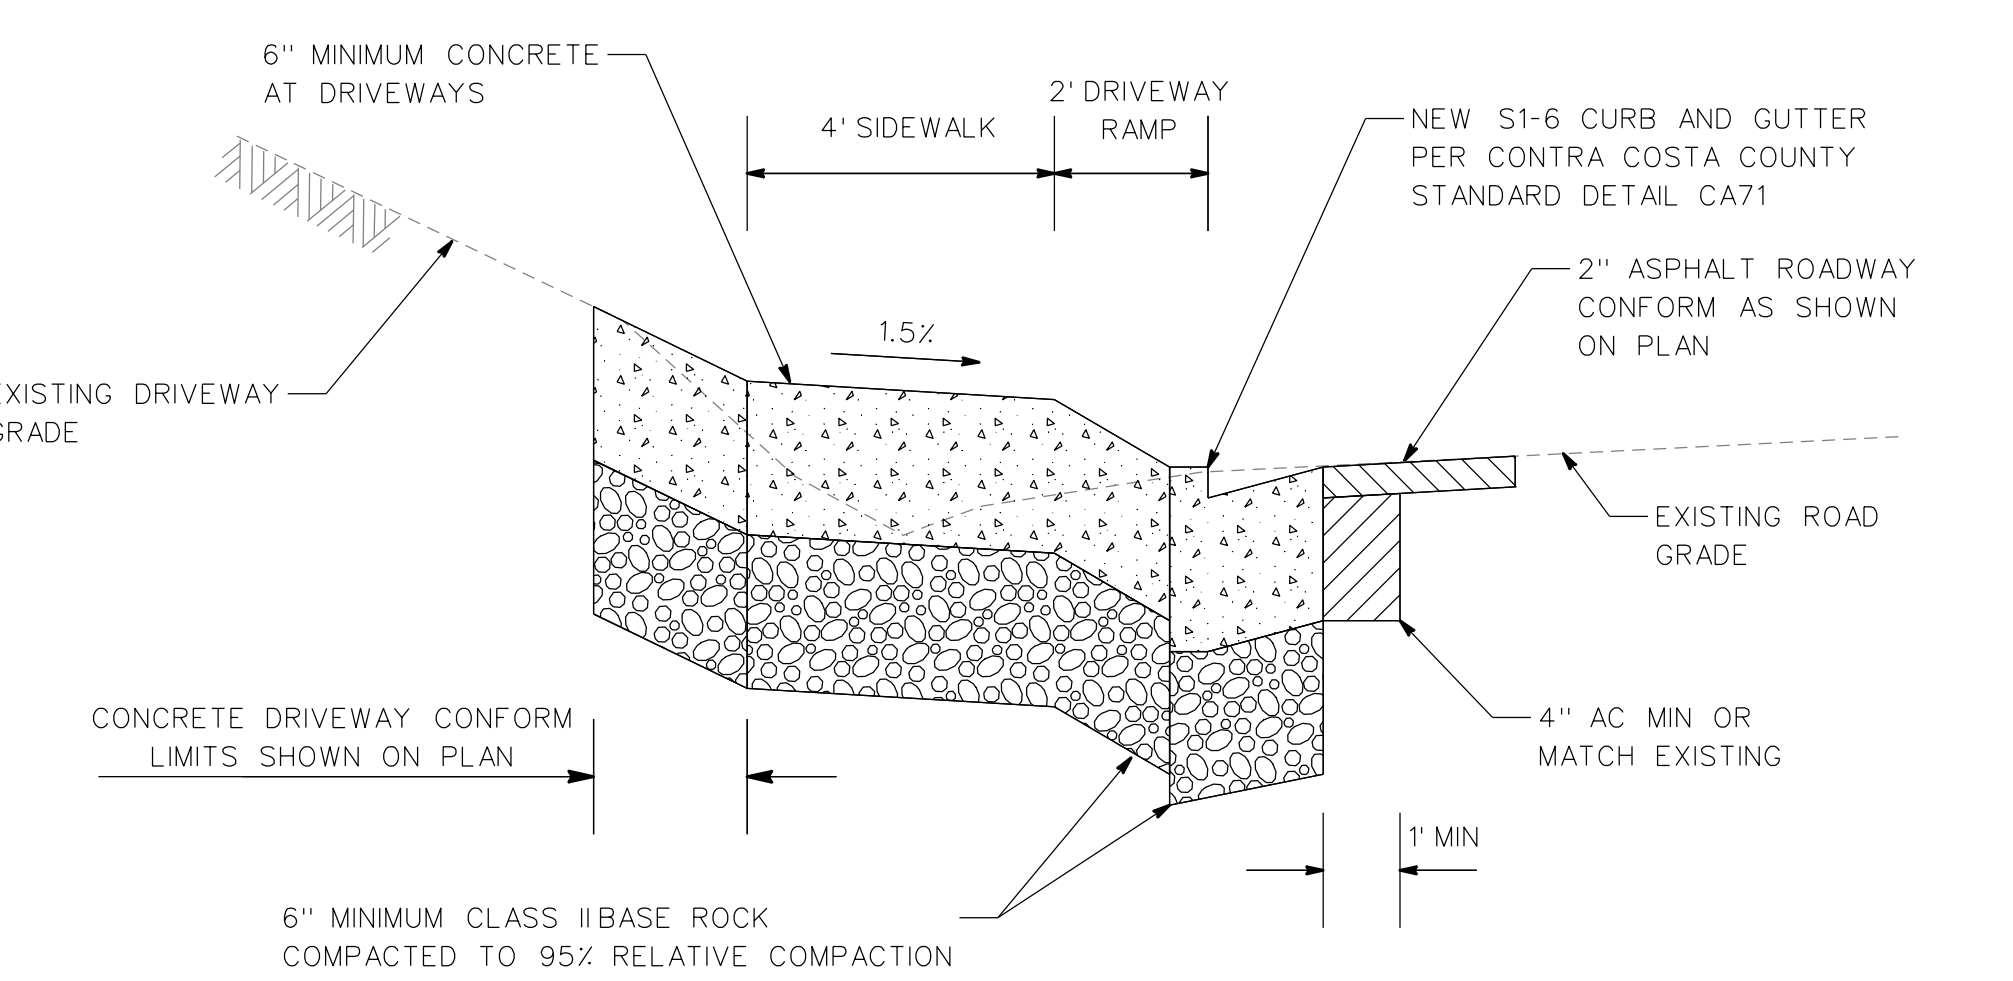 6" MINIMUM CONCRETE
AT DRIVEWAYS
4' SIDEWALK
2' DRIVEWAY
RAMP
NEW S1-6 CURB AND GUTTER
PER CONTRA COSTA COUNTY
STANDARD DETAIL CA71
2" ASPHALT ROADWAY
CONFORM AS SHOWN
ON PLAN
1.5%
EXISTING DRIVEWAY
GRADE
EXISTING ROAD
GRADE
CONCRETE DRIVEWAY CONFORM
LIMITS SHOWN ON PLAN
4" AC MIN OR
MATCH EXISTING
1' MIN
6" MINIMUM CLASS II BASE ROCK
COMPACTED TO 95% RELATIVE COMPACTION